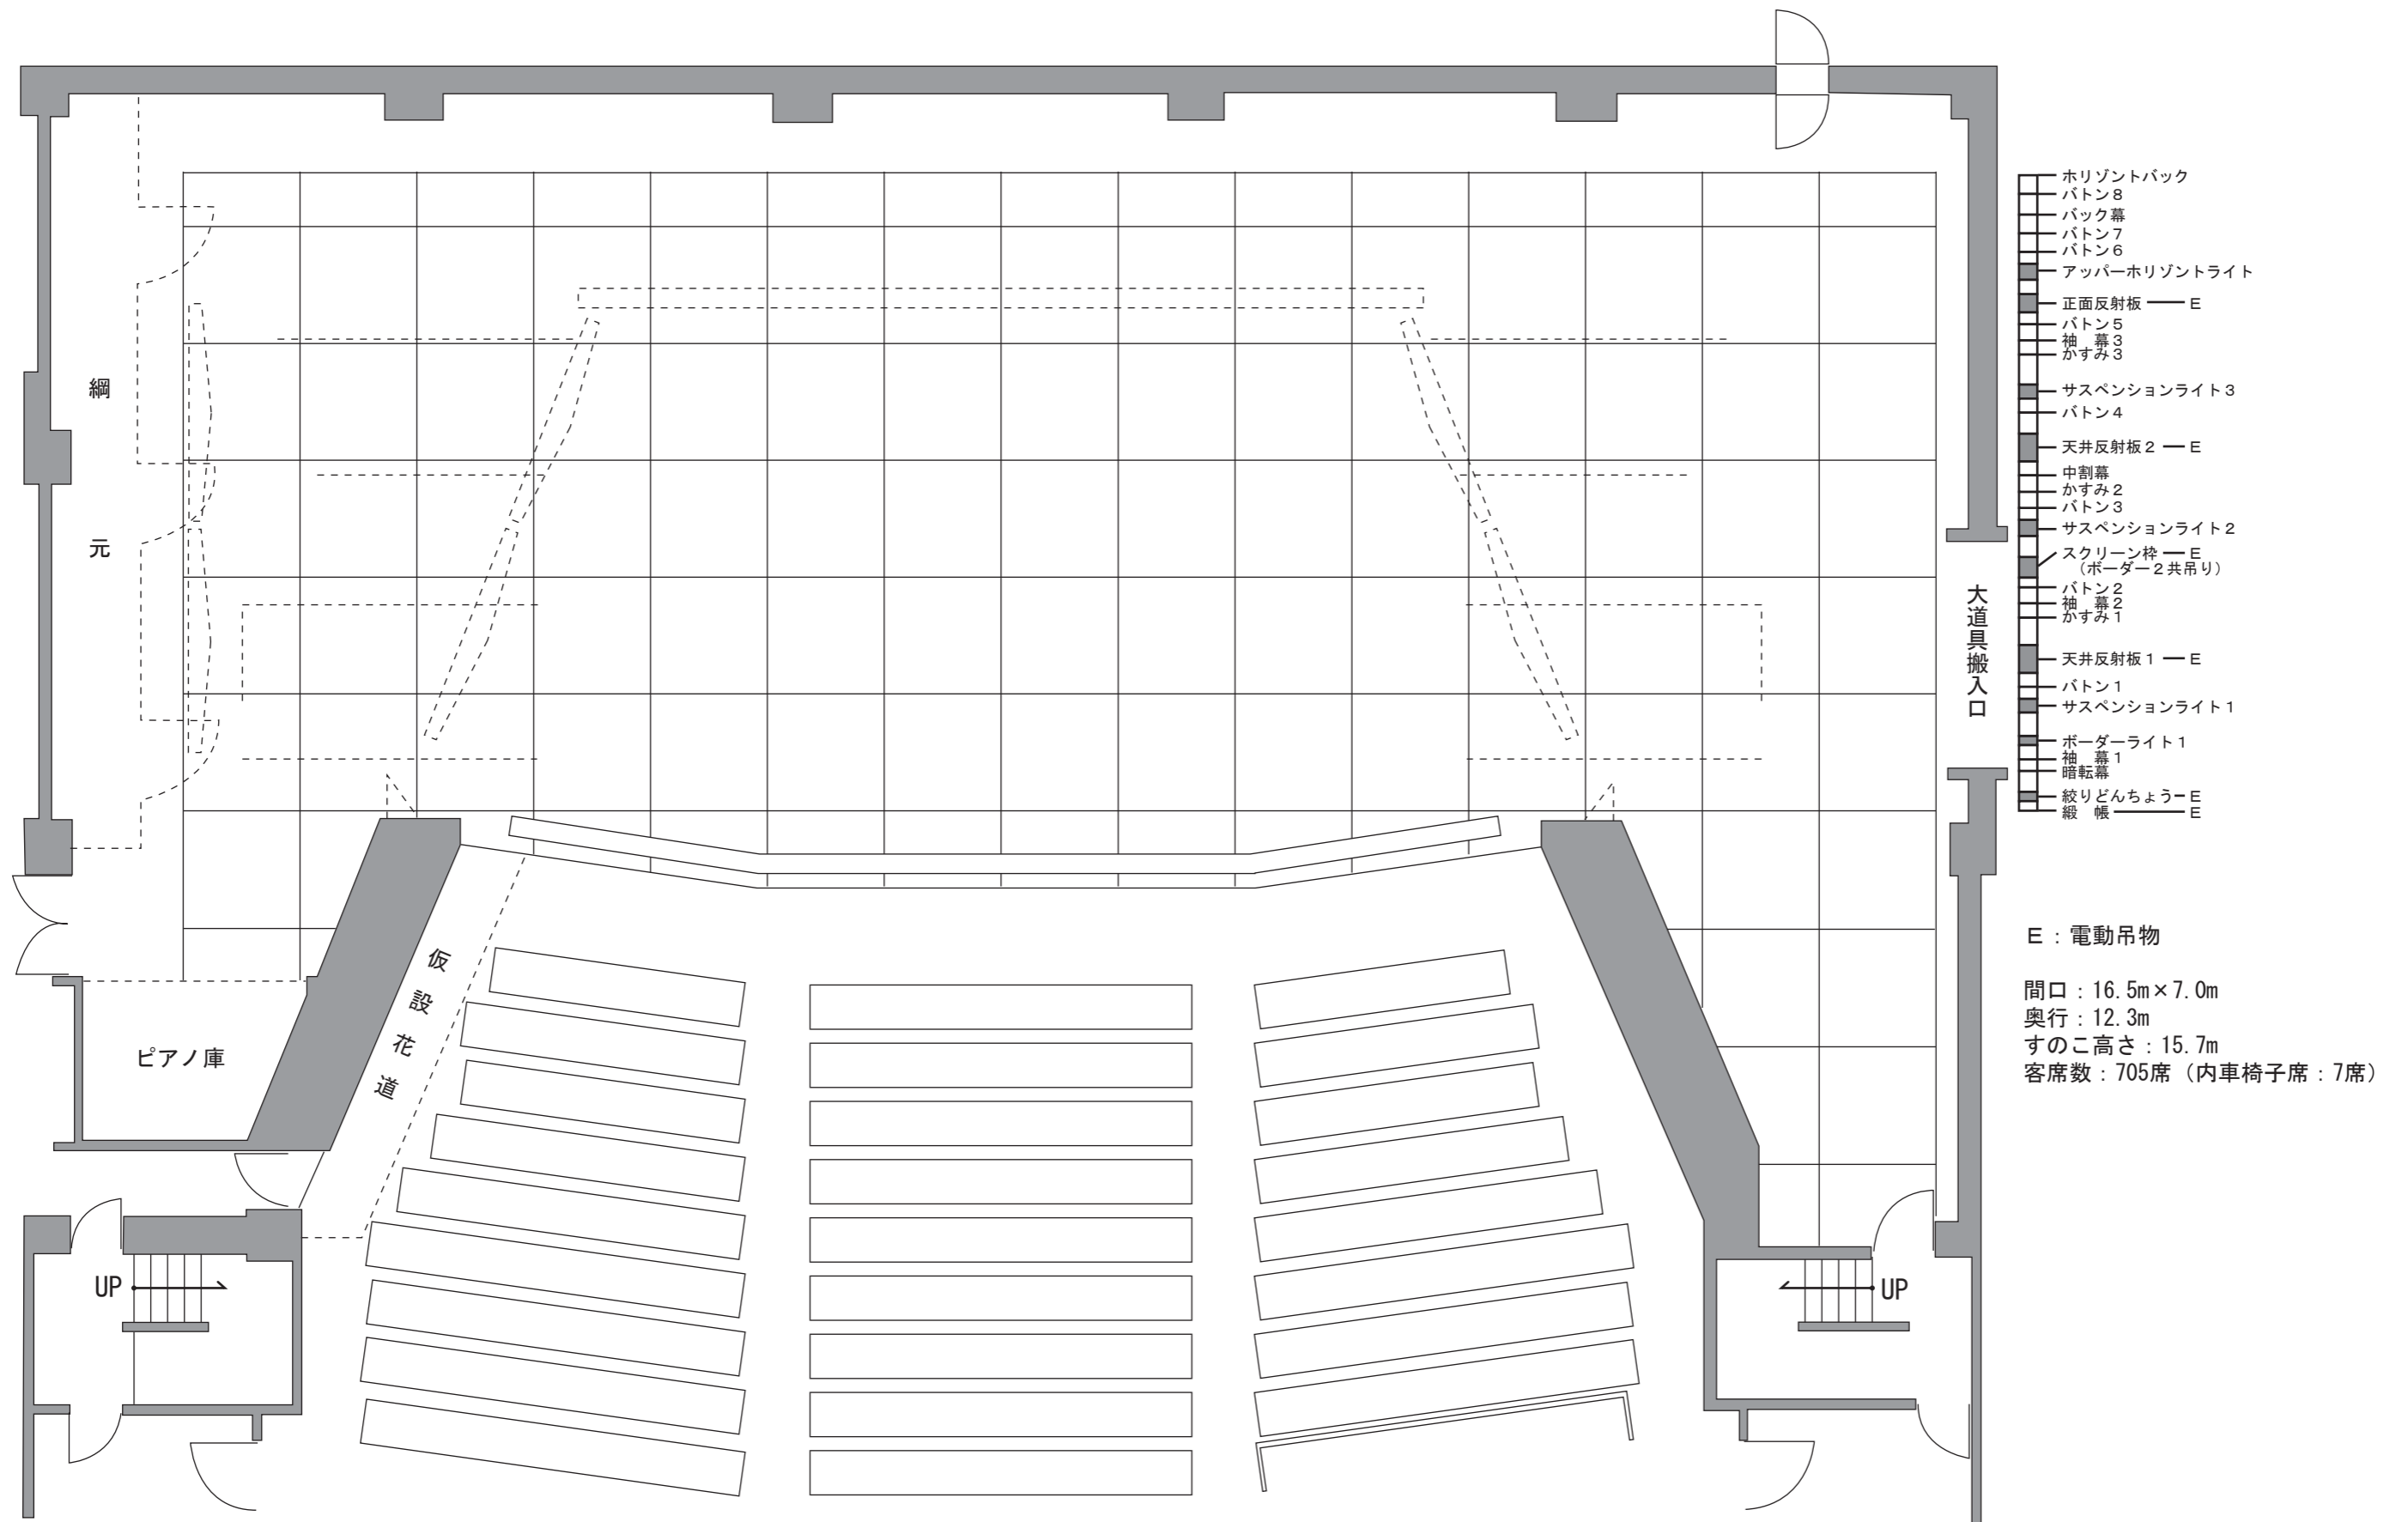 ホリゾントバック
バトン8
バック幕
バトン7
バトン6
アッパーホリゾントライト
正面反射板 ── E
バトン5
袖　幕3
かすみ3
サスペンションライト3
バトン4
天井反射板2 ── E
中割幕
かすみ2
バトン3
サスペンションライト2
スクリーン枠 ── E
（ボーダー2共吊り）
バトン2
袖　幕2
かすみ1
天井反射板1 ── E
バトン1
サスペンションライト1
ボーダーライト1
袖　幕1
暗転幕
絞りどんちょう─ E
緞　帳 ──── E
綱元
大道具搬入口
仮設花道
ピアノ庫
UP
UP
E：電動吊物
間口：16.5m×7.0m
奥行：12.3m
すのこ高さ：15.7m
客席数：705席（内車椅子席：7席）